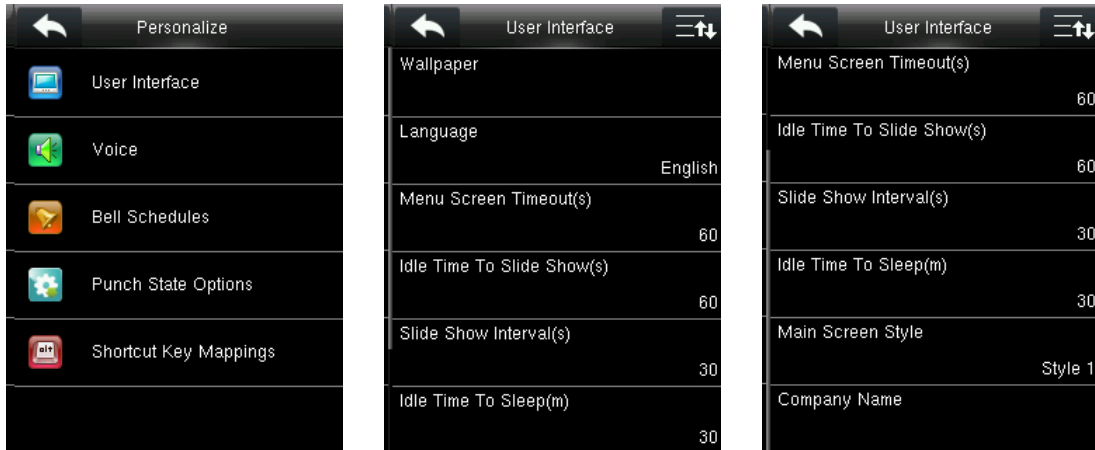 Personalize
User Interface
Voice
Bell Schedules
Punch State Options
alt
Shortcut Key Mappings
User Interface
Wallpaper
Language
English
Menu Screen Timeout(s)
60
Idle Time To Slide Show(s)
60
Slide Show Interval(s)
30
Idle Time To Sleep(m)
30
User Interface
Menu Screen Timeout(s)
60
Idle Time To Slide Show(s)
60
Slide Show Interval(s)
30
Idle Time To Sleep(m)
30
Main Screen Style
Style 1
Company Name